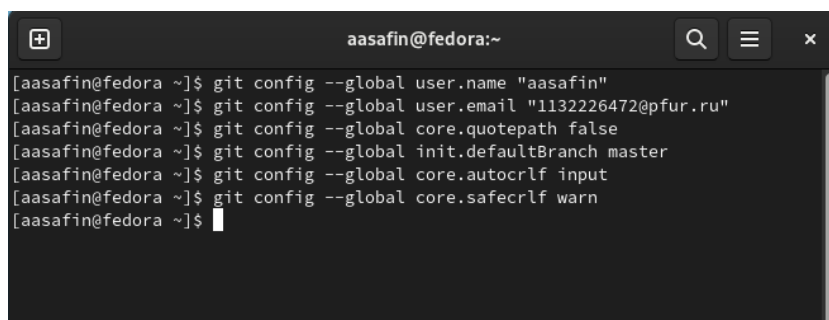 aasafin@fedora:~
[aasafin@fedora ~]$ git config --global user.name "aasafin"
[aasafin@fedora ~]$ git config --global user.email "1132226472@pfur.ru"
[aasafin@fedora ~]$ git config --global core.quotepath false
[aasafin@fedora ~]$ git config --global init.defaultBranch master
[aasafin@fedora ~]$ git config --global core.autocrlf input
[aasafin@fedora ~]$ git config --global core.safecrlf warn
[aasafin@fedora ~]$